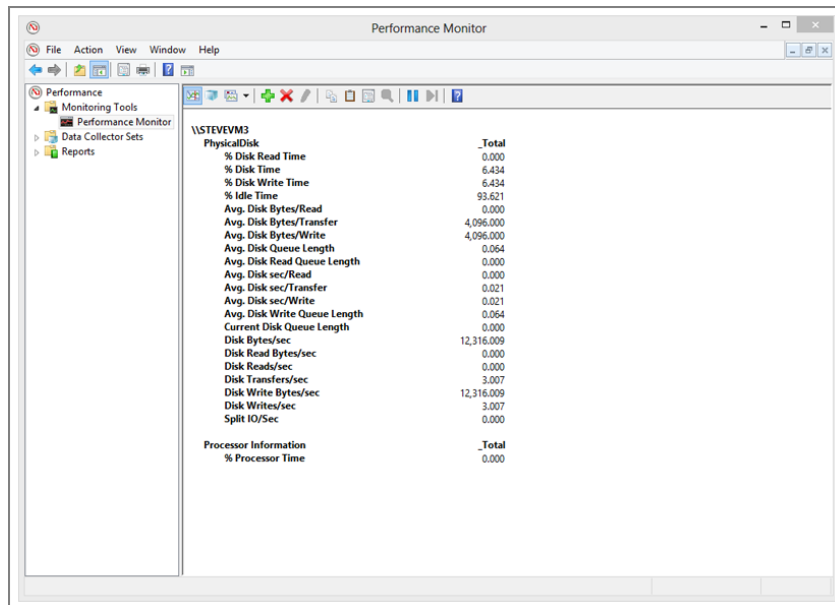 Performance Monitor
File Action View Window Help
Performance
Monitoring Tools
Performance Monitor
Data Collector Sets
Reports
\\STEVEVM3
PhysicalDisk _Total
% Disk Read Time 0.000
% Disk Time 6.434
% Disk Write Time 6.434
% Idle Time 93.621
Avg. Disk Bytes/Read 0.000
Avg. Disk Bytes/Transfer 4,096.000
Avg. Disk Bytes/Write 4,096.000
Avg. Disk Queue Length 0.064
Avg. Disk Read Queue Length 0.000
Avg. Disk sec/Read 0.000
Avg. Disk sec/Transfer 0.021
Avg. Disk sec/Write 0.021
Avg. Disk Write Queue Length 0.064
Current Disk Queue Length 0.000
Disk Bytes/sec 12,316.009
Disk Read Bytes/sec 0.000
Disk Reads/sec 0.000
Disk Transfers/sec 3.007
Disk Write Bytes/sec 12,316.009
Disk Writes/sec 3.007
Split IO/Sec 0.000
Processor Information _Total
% Processor Time 0.000